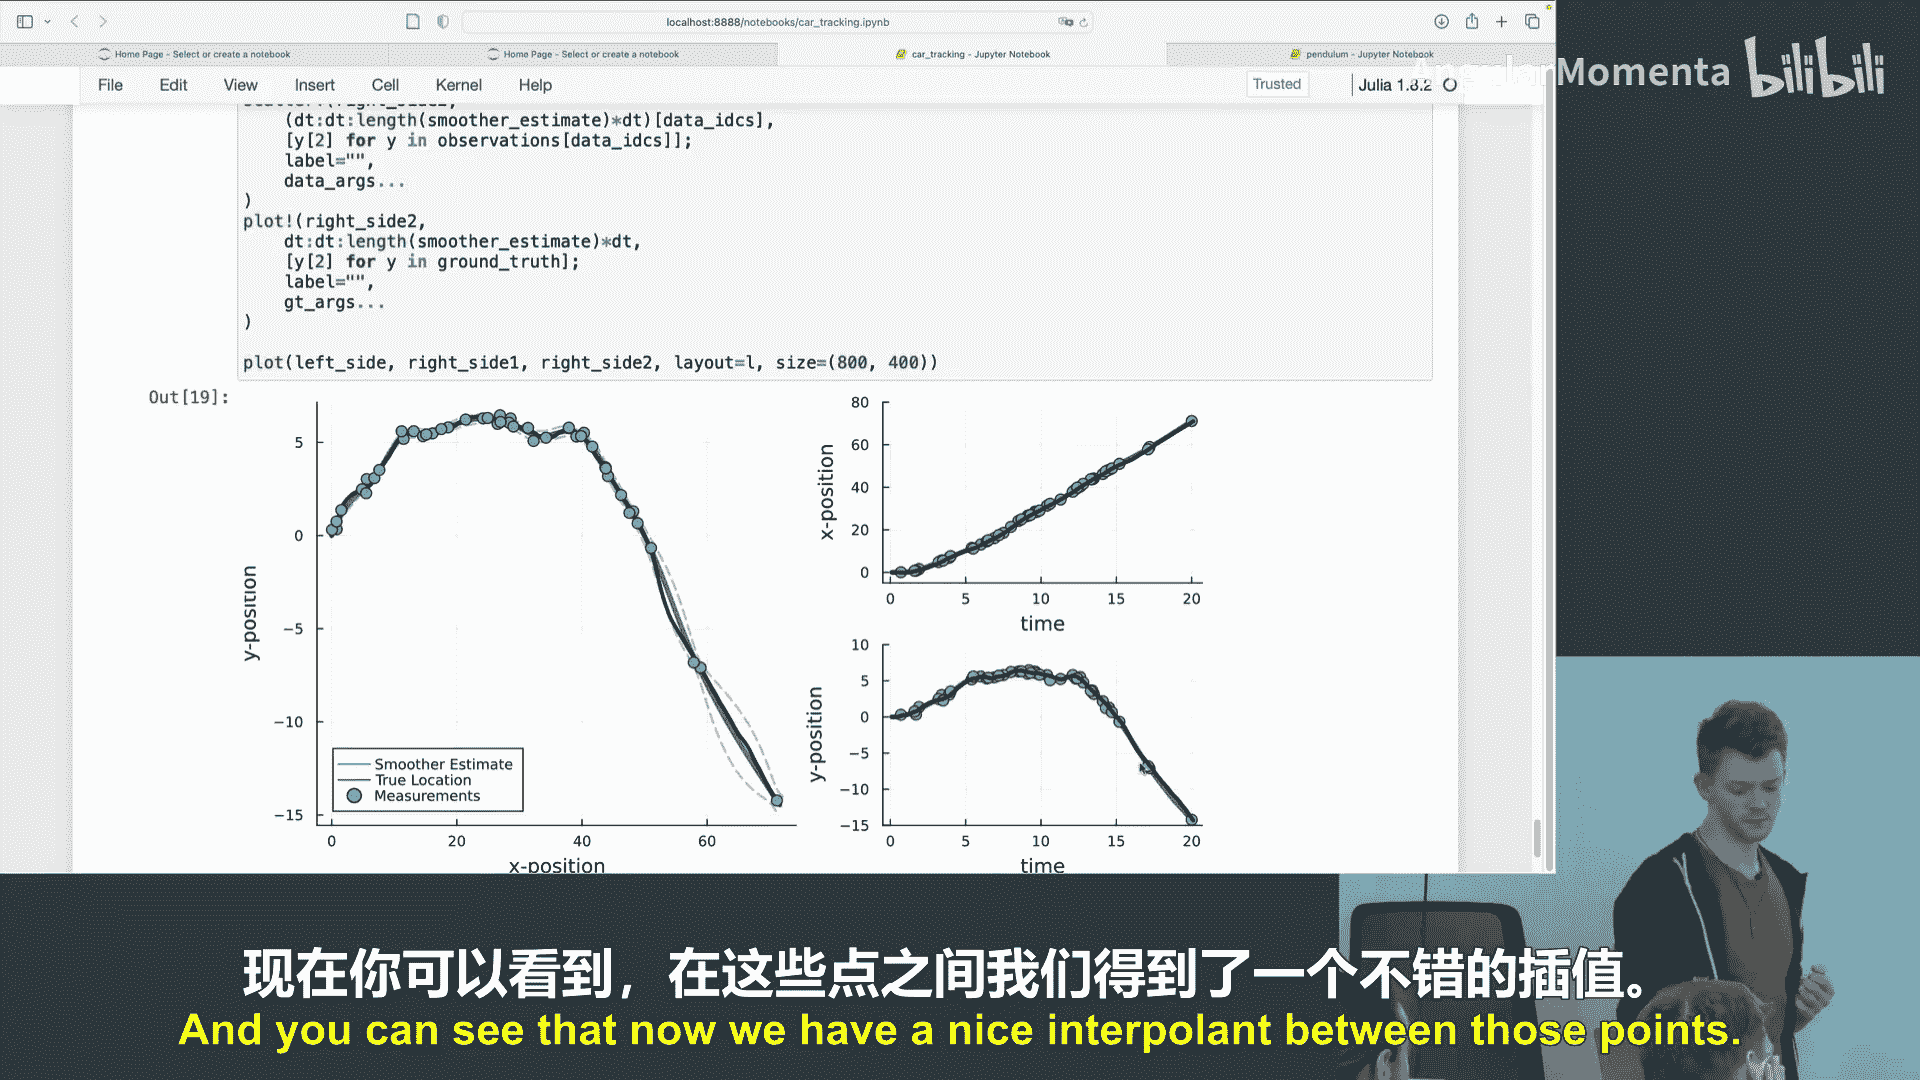 localhost:8888/notebooks/car_tracking.ipynb
Home Page - Select or create a notebook
Home Page - Select or create a notebook
car_tracking - Jupyter Notebook
pendulum - Jupyter Notebook
File Edit View Insert Cell Kernel Help
Trusted
Julia 1.8.2
AngularMomenta bilibili
(dt:dt:length(smoother_estimate)*dt)[data_idcs],
[y[2] for y in observations[data_idcs]];
label="",
data_args...
)
plot!(right_side2,
dt:dt:length(smoother_estimate)*dt,
[y[2] for y in ground_truth];
label="",
gt_args...
)
plot(left_side, right_side1, right_side2, layout=l, size=(800, 400))
Out[19]:
5
0
−5
−10
−15
y-position
Smoother Estimate
True Location
Measurements
0 20 40 60
x-position
80
60
40
20
0
x-position
0 5 10 15 20
time
10
5
0
−5
−10
−15
y-position
0 5 10 15 20
time
现在你可以看到，在这些点之间我们得到了一个不错的插值。
And you can see that now we have a nice interpolant between those points.